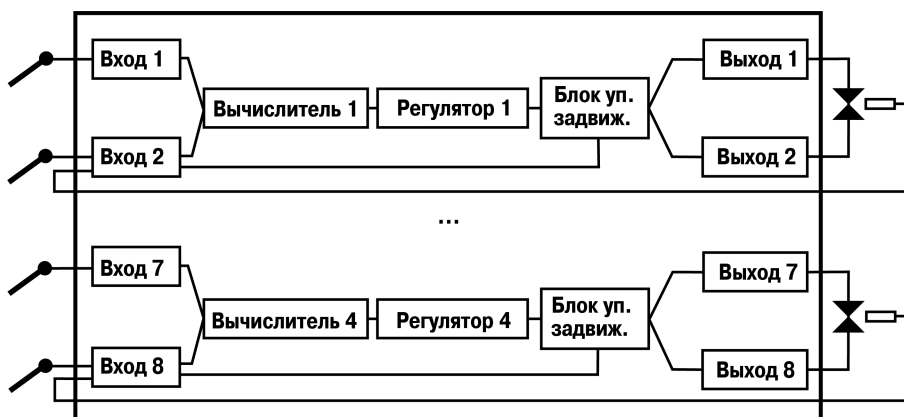 Вход 1
Выход 1
Вычислитель 1
Регулятор 1
Блок уп.
задвиж.
Вход 2
Выход 2
...
Вход 7
Выход 7
Вычислитель 4
Регулятор 4
Блок уп.
задвиж.
Вход 8
Выход 8